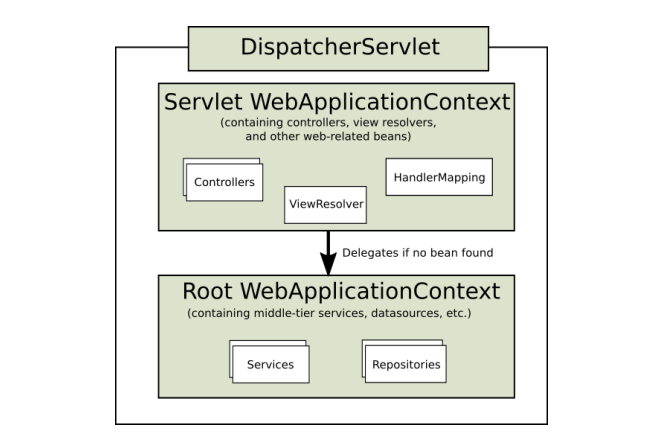 DispatcherServlet
Servlet WebApplicationContext
(containing controllers, view resolvers,
and other web-related beans)
Controllers
HandlerMapping
ViewResolver
Delegates if no bean found
Root WebApplicationContext
(containing middle-tier services, datasources, etc.)
Services
Repositories